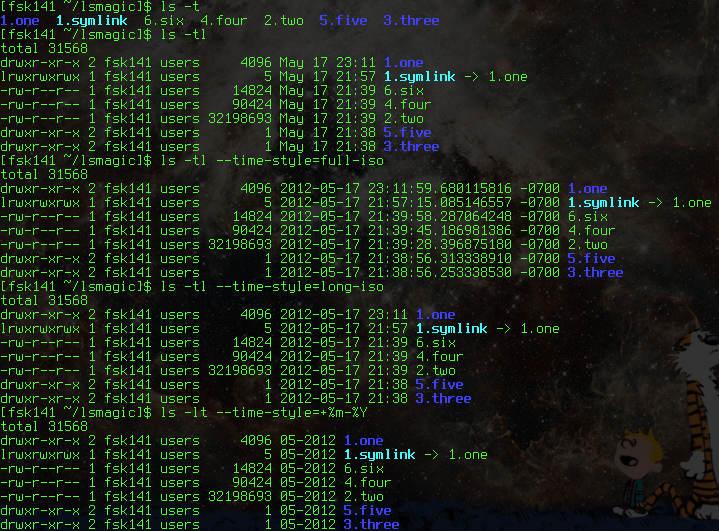 [fsk141 ~/lsmagic]$ ls -t
1.one  1.symlink  6.six  4.four  2.two  5.five  3.three
[fsk141 ~/lsmagic]$ ls -tl
total 31568
drwxr-xr-x 2 fsk141 users     4096 May 17 23:11 1.one
lrwxrwxrwx 1 fsk141 users        5 May 17 21:57 1.symlink -> 1.one
-rw-r--r-- 1 fsk141 users    14824 May 17 21:39 6.six
-rw-r--r-- 1 fsk141 users    90424 May 17 21:39 4.four
-rw-r--r-- 1 fsk141 users 32198693 May 17 21:39 2.two
drwxr-xr-x 2 fsk141 users        1 May 17 21:38 5.five
drwxr-xr-x 2 fsk141 users        1 May 17 21:38 3.three
[fsk141 ~/lsmagic]$ ls -tl --time-style=full-iso
total 31568
drwxr-xr-x 2 fsk141 users     4096 2012-05-17 23:11:59.680115816 -0700 1.one
lrwxrwxrwx 1 fsk141 users        5 2012-05-17 21:57:15.085146557 -0700 1.symlink -> 1.one
-rw-r--r-- 1 fsk141 users    14824 2012-05-17 21:39:58.287064248 -0700 6.six
-rw-r--r-- 1 fsk141 users    90424 2012-05-17 21:39:45.186981386 -0700 4.four
-rw-r--r-- 1 fsk141 users 32198693 2012-05-17 21:39:28.396875180 -0700 2.two
drwxr-xr-x 2 fsk141 users        1 2012-05-17 21:38:56.313338910 -0700 5.five
drwxr-xr-x 2 fsk141 users        1 2012-05-17 21:38:56.253338530 -0700 3.three
[fsk141 ~/lsmagic]$ ls -tl --time-style=long-iso
total 31568
drwxr-xr-x 2 fsk141 users     4096 2012-05-17 23:11 1.one
lrwxrwxrwx 1 fsk141 users        5 2012-05-17 21:57 1.symlink -> 1.one
-rw-r--r-- 1 fsk141 users    14824 2012-05-17 21:39 6.six
-rw-r--r-- 1 fsk141 users    90424 2012-05-17 21:39 4.four
-rw-r--r-- 1 fsk141 users 32198693 2012-05-17 21:39 2.two
drwxr-xr-x 2 fsk141 users        1 2012-05-17 21:38 5.five
drwxr-xr-x 2 fsk141 users        1 2012-05-17 21:38 3.three
[fsk141 ~/lsmagic]$ ls -lt --time-style=+%m-%Y
total 31568
drwxr-xr-x 2 fsk141 users     4096 05-2012 1.one
lrwxrwxrwx 1 fsk141 users        5 05-2012 1.symlink -> 1.one
-rw-r--r-- 1 fsk141 users    14824 05-2012 6.six
-rw-r--r-- 1 fsk141 users    90424 05-2012 4.four
-rw-r--r-- 1 fsk141 users 32198693 05-2012 2.two
drwxr-xr-x 2 fsk141 users        1 05-2012 5.five
drwxr-xr-x 2 fsk141 users        1 05-2012 3.three